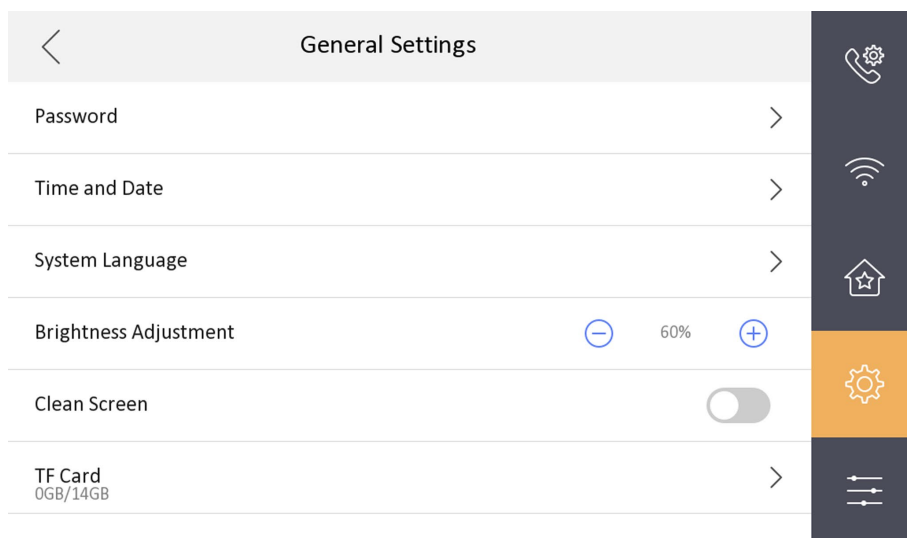 General Settings
Password
Time and Date
System Language
Brightness Adjustment 60%
Clean Screen
TF Card
0GB/14GB